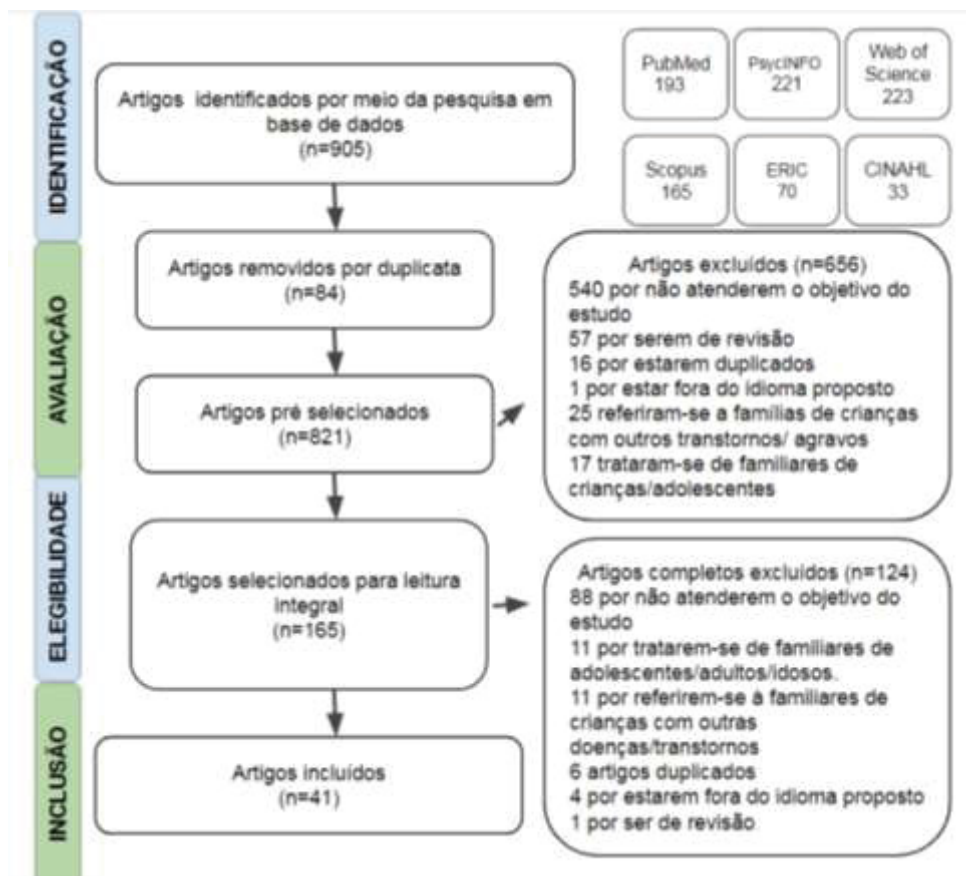 IDENTIFICAÇÃO
Artigos identificados por meio da pesquisa em
base de dados
(n=905)
PubMed
193
PsycINFO
221
Web of
Science
223
Scopus
165
ERIC
70
CINAHL
33
AVALIAÇÃO
Artigos removidos por duplicata
(n=84)
Artigos pré selecionados
(n=821)
Artigos excluídos (n=656)
540 por não atenderem o objetivo do
estudo
57 por serem de revisão
16 por estarem duplicados
1 por estar fora do idioma proposto
25 referiram-se a famílias de crianças
com outros transtornos/ agravos
17 trataram-se de familiares de
crianças/adolescentes
ELEGIBILIDADE
Artigos selecionados para leitura
integral
(n=165)
Artigos completos excluídos (n=124)
88 por não atenderem o objetivo do
estudo
11 por tratarem-se de familiares de
adolescentes/adultos/idosos.
11 por referirem-se à familiares de
crianças com outras
doenças/transtornos
6 artigos duplicados
4 por estarem fora do idioma proposto
1 por ser de revisão
INCLUSÃO
Artigos incluídos
(n=41)